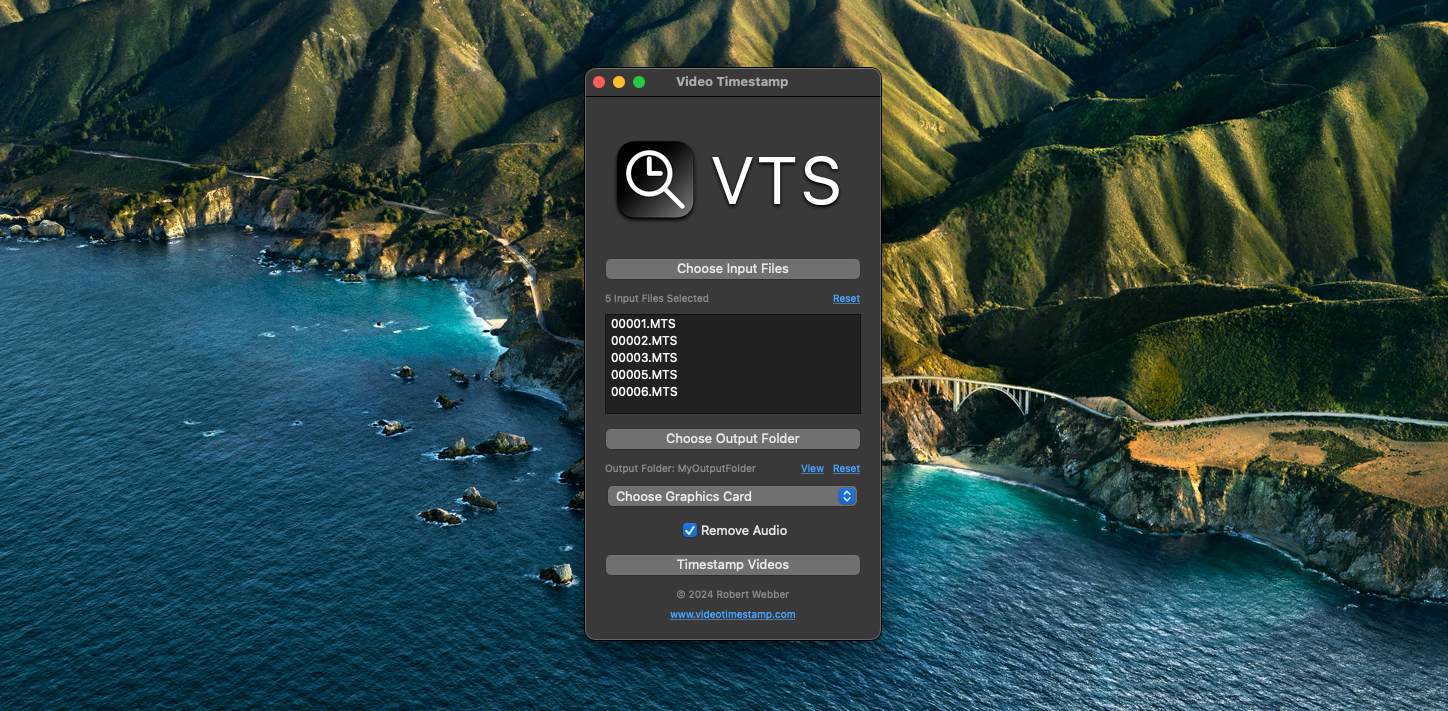 Video Timestamp
VTS
Choose Input Files
5 Input Files Selected Reset
00001.MTS
00002.MTS
00003.MTS
00005.MTS
00006.MTS
Choose Output Folder
Output Folder: MyOutputFolder View Reset
Choose Graphics Card
Remove Audio
Timestamp Videos
© 2024 Robert Webber
www.videotimestamp.com